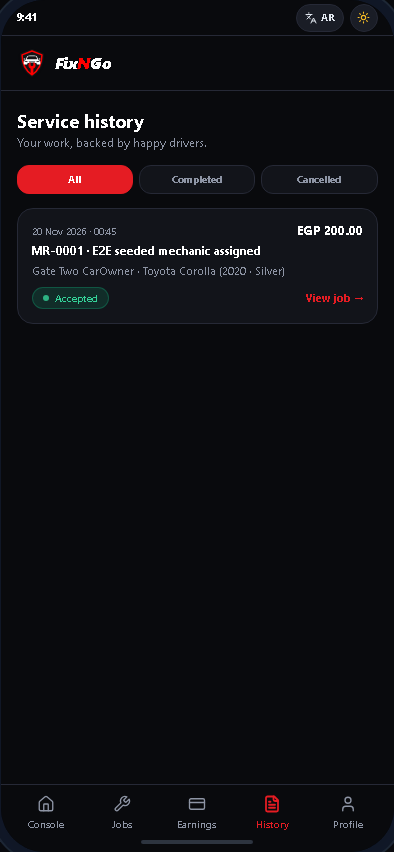 9:41
AR
FixNGo
Service history
Your work, backed by happy drivers.
All
Completed
Cancelled
20 Nov 2026 · 00:45
EGP 200.00
MR-0001 · E2E seeded mechanic assigned
Gate Two CarOwner · Toyota Corolla (2020 · Silver)
Accepted
View job →
Console
Jobs
Earnings
History
Profile